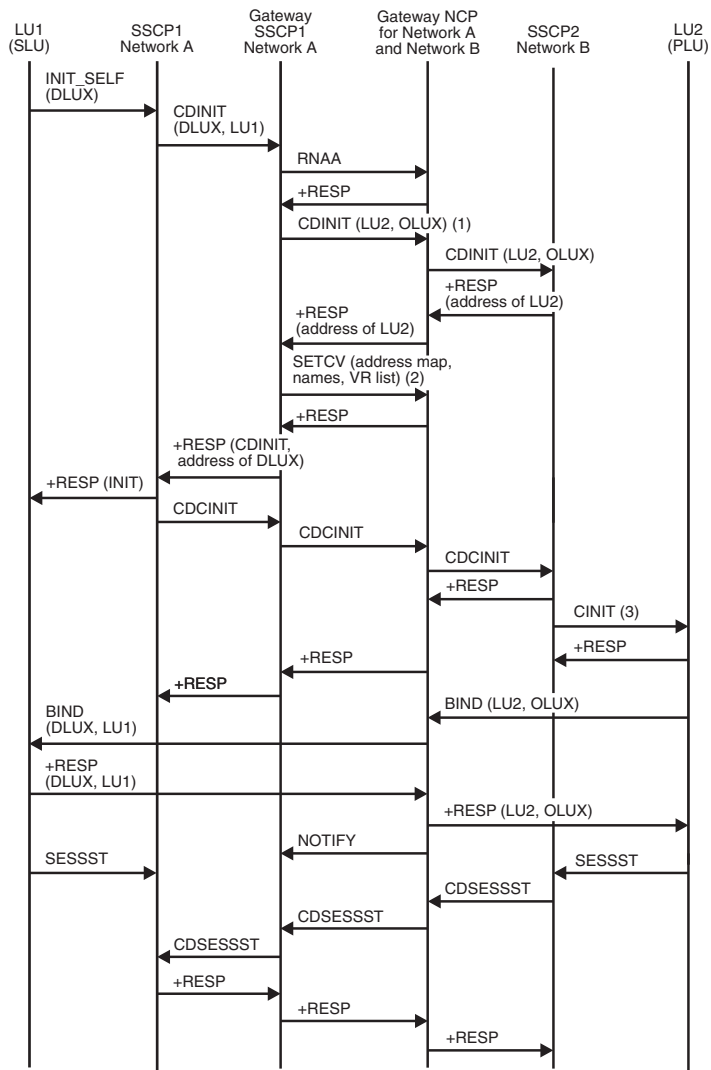 LU1
(SLU)
SSCP1
Network A
Gateway
SSCP1
Network A
Gateway NCP
for Network A
and Network B
SSCP2
Network B
LU2
(PLU)
INIT_SELF
(DLUX)
CDINIT
(DLUX, LU1)
RNAA
+RESP
CDINIT (LU2, OLUX) (1)
CDINIT (LU2, OLUX)
+RESP
(address of LU2)
+RESP
(address of LU2)
SETCV (address map,
names, VR list) (2)
+RESP
+RESP (CDINIT,
address of DLUX)
+RESP (INIT)
CDCINIT
CDCINIT
CDCINIT
+RESP
CINIT (3)
+RESP
+RESP
+RESP
BIND (LU2, OLUX)
BIND
(DLUX, LU1)
+RESP
(DLUX, LU1)
+RESP (LU2, OLUX)
NOTIFY
SESSST
SESSST
CDSESSST
CDSESSST
CDSESSST
+RESP
+RESP
+RESP